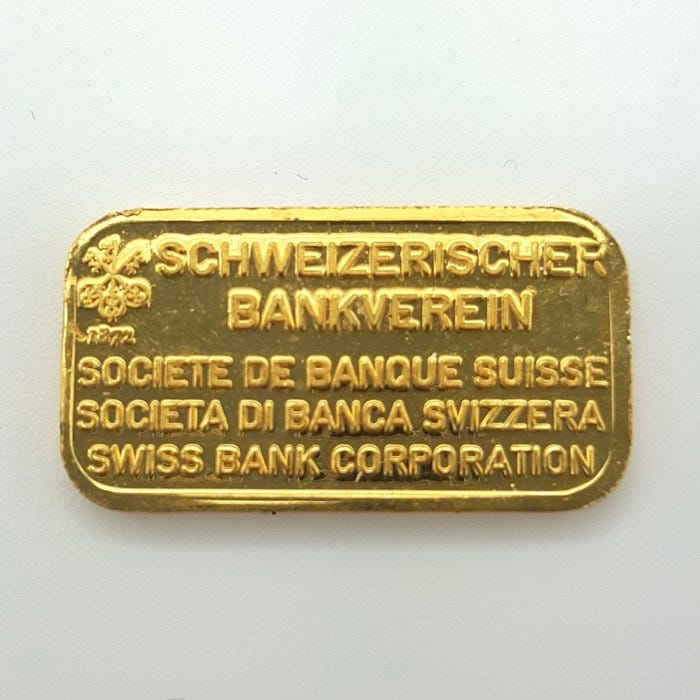 SCHWEIZERISCHER
BANKVEREIN
1872
SOCIETE DE BANQUE SUISSE
SOCIETA DI BANCA SVIZZERA
SWISS BANK CORPORATION